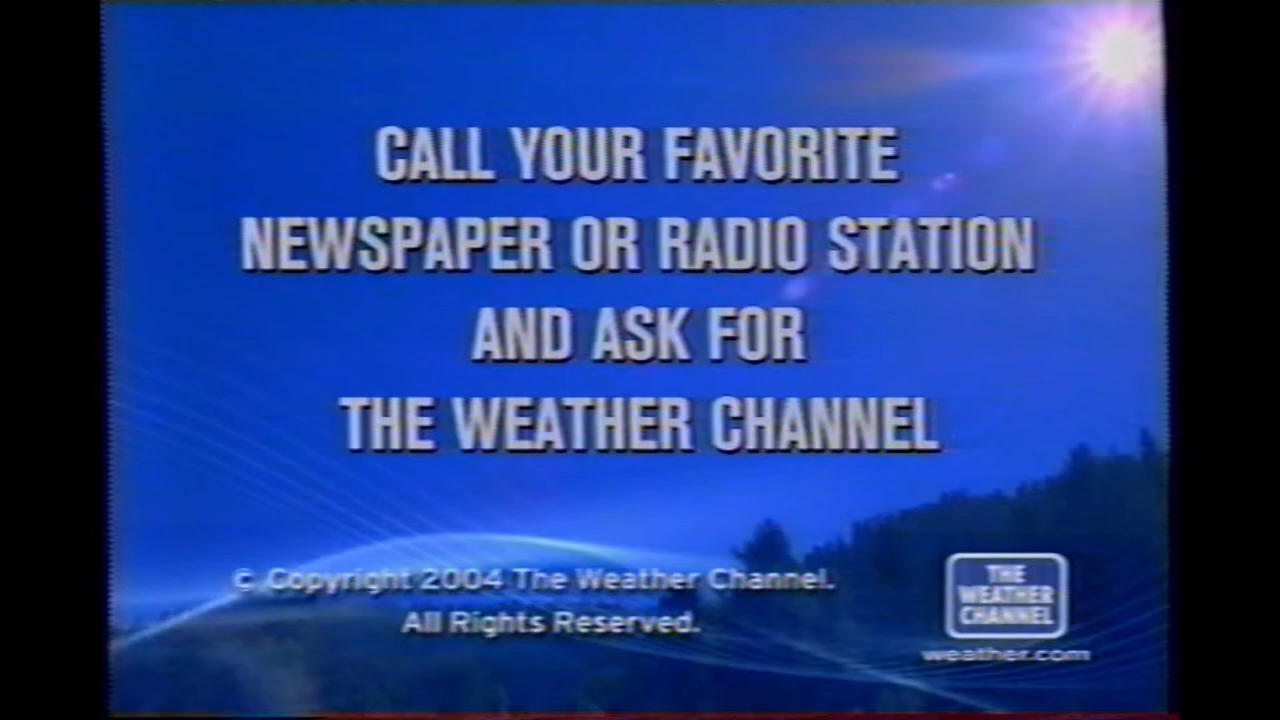 CALL YOUR FAVORITE
NEWSPAPER OR RADIO STATION
AND ASK FOR
THE WEATHER CHANNEL
© Copyright 2004 The Weather Channel.
All Rights Reserved.
THE
WEATHER
CHANNEL
weather.com